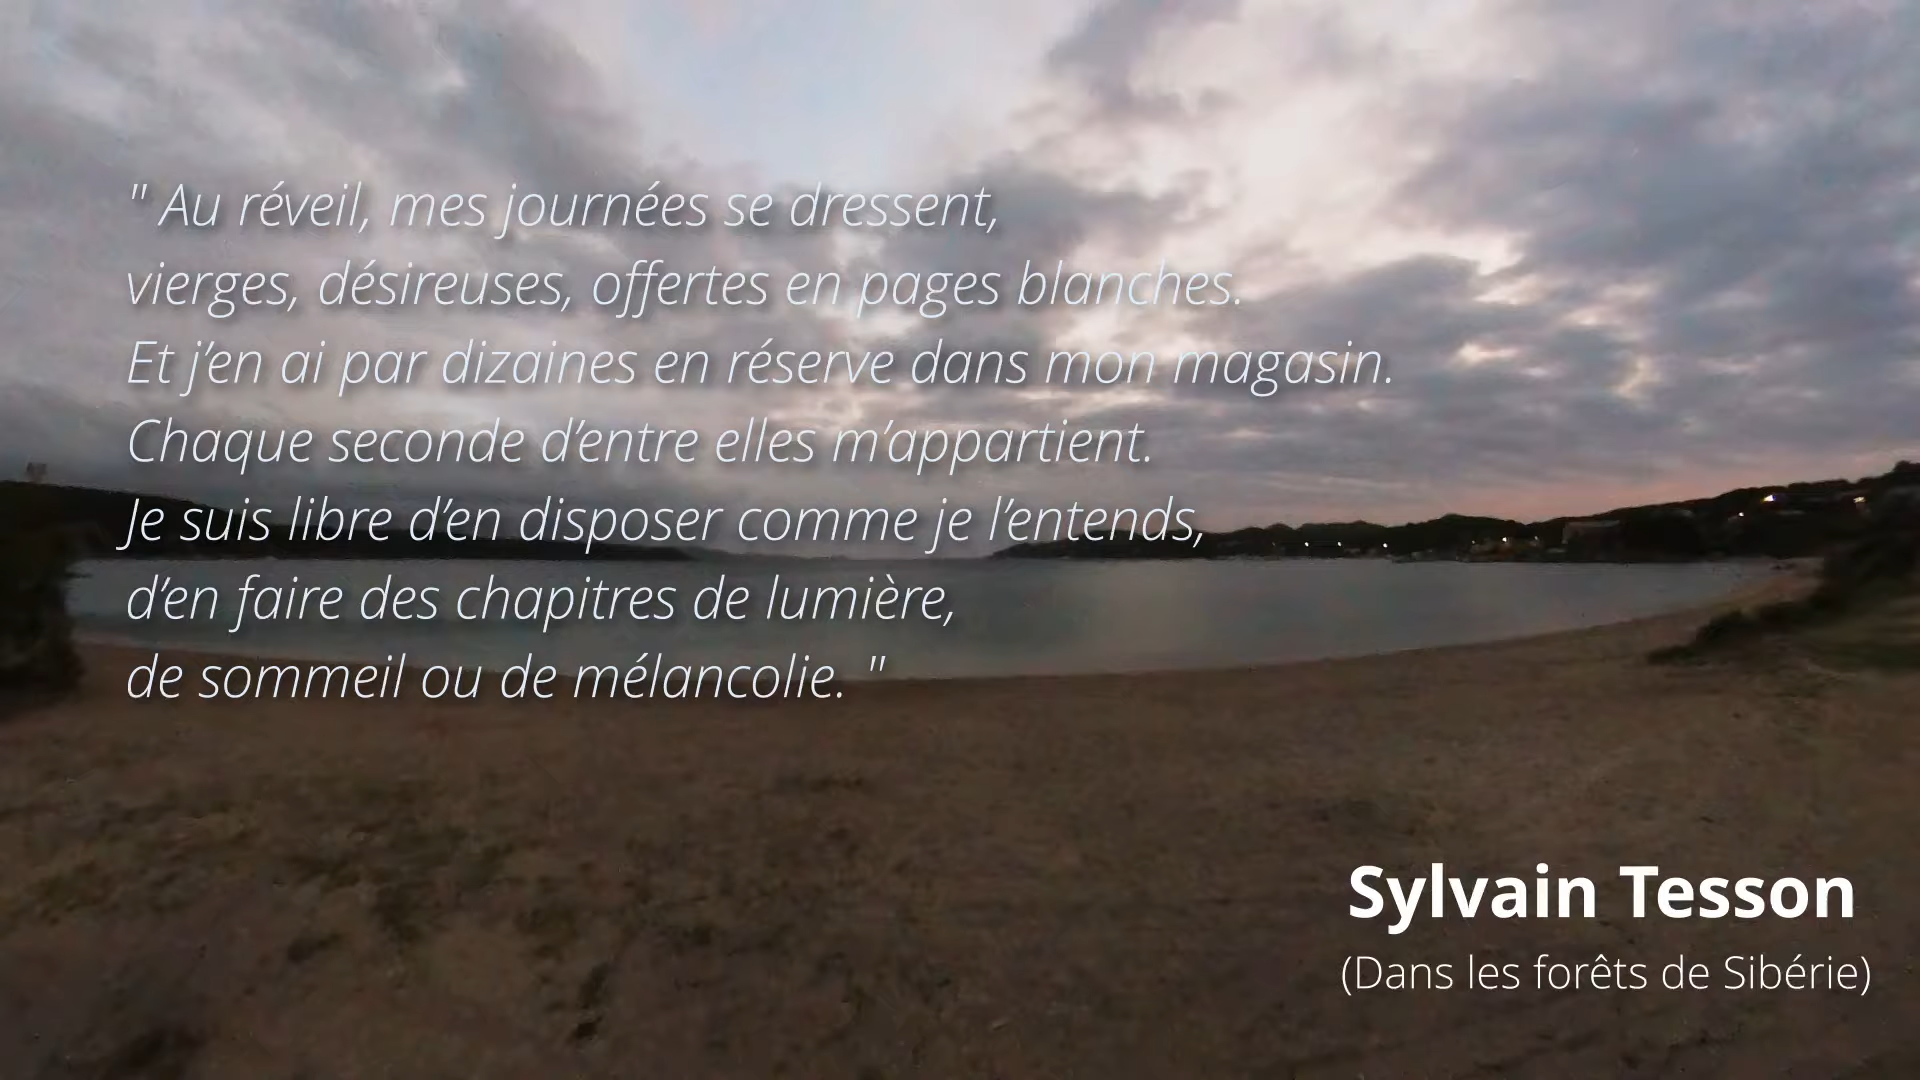 " Au réveil, mes journées se dressent,
vierges, désireuses, offertes en pages blanches.
Et j’en ai par dizaines en réserve dans mon magasin.
Chaque seconde d’entre elles m’appartient.
Je suis libre d’en disposer comme je l’entends,
d’en faire des chapitres de lumière,
de sommeil ou de mélancolie. "
Sylvain Tesson
(Dans les forêts de Sibérie)